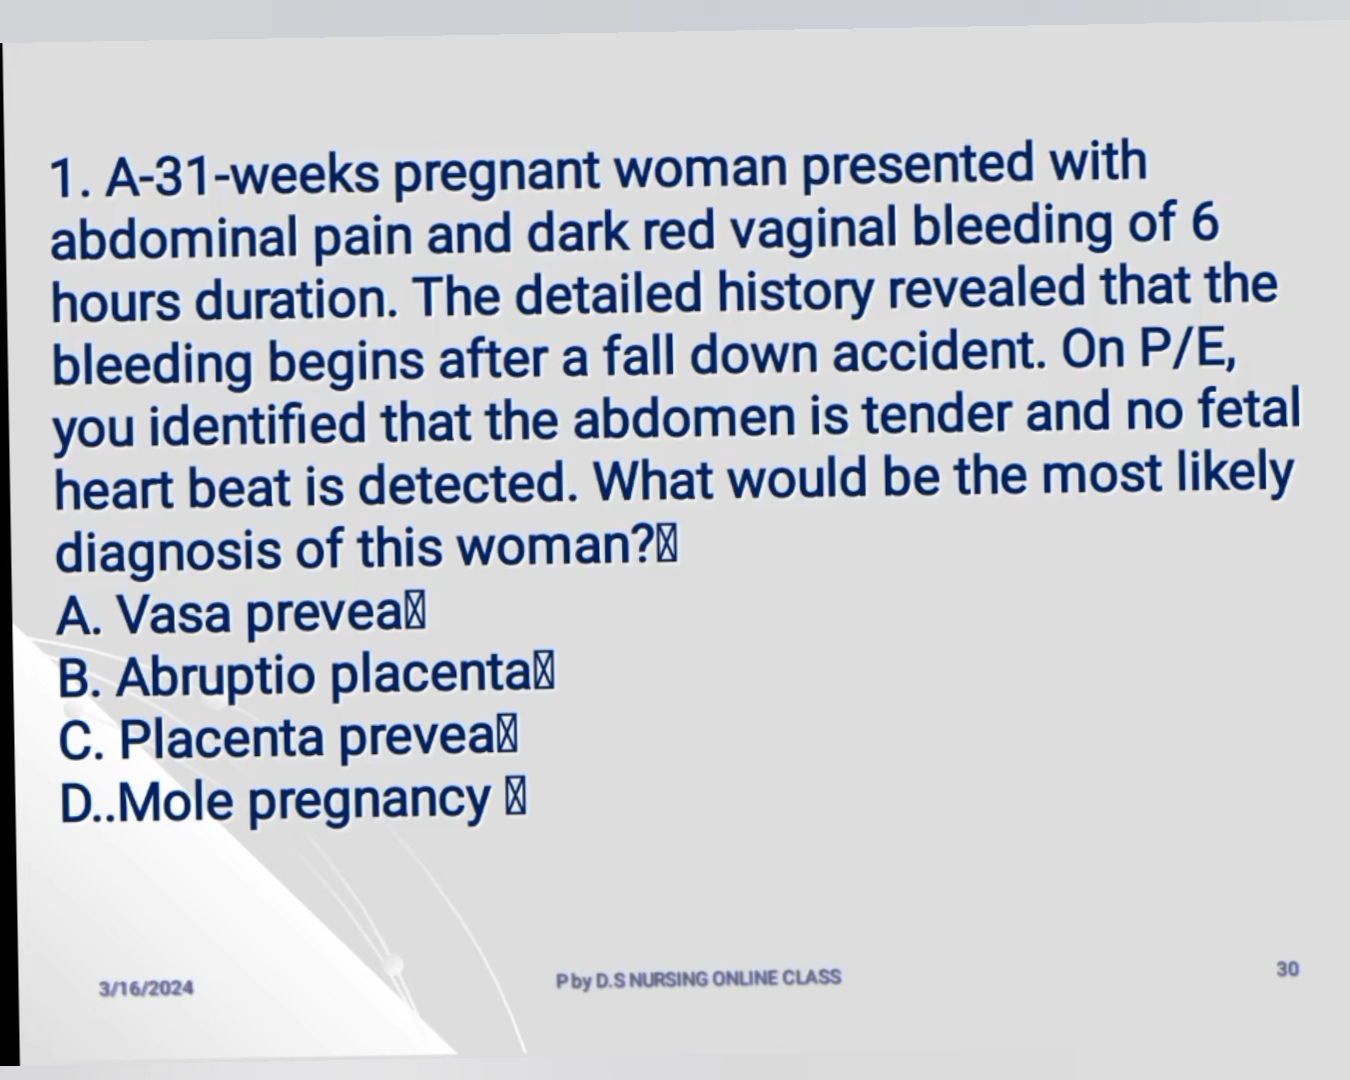 1. A-31-weeks pregnant woman presented with
abdominal pain and dark red vaginal bleeding of 6
hours duration. The detailed history revealed that the
bleeding begins after a fall down accident. On P/E,
you identified that the abdomen is tender and no fetal
heart beat is detected. What would be the most likely
diagnosis of this woman?
A. Vasa prevea
B. Abruptio placenta
C. Placenta prevea
D..Mole pregnancy
3/16/2024
P by D.S NURSING ONLINE CLASS
30